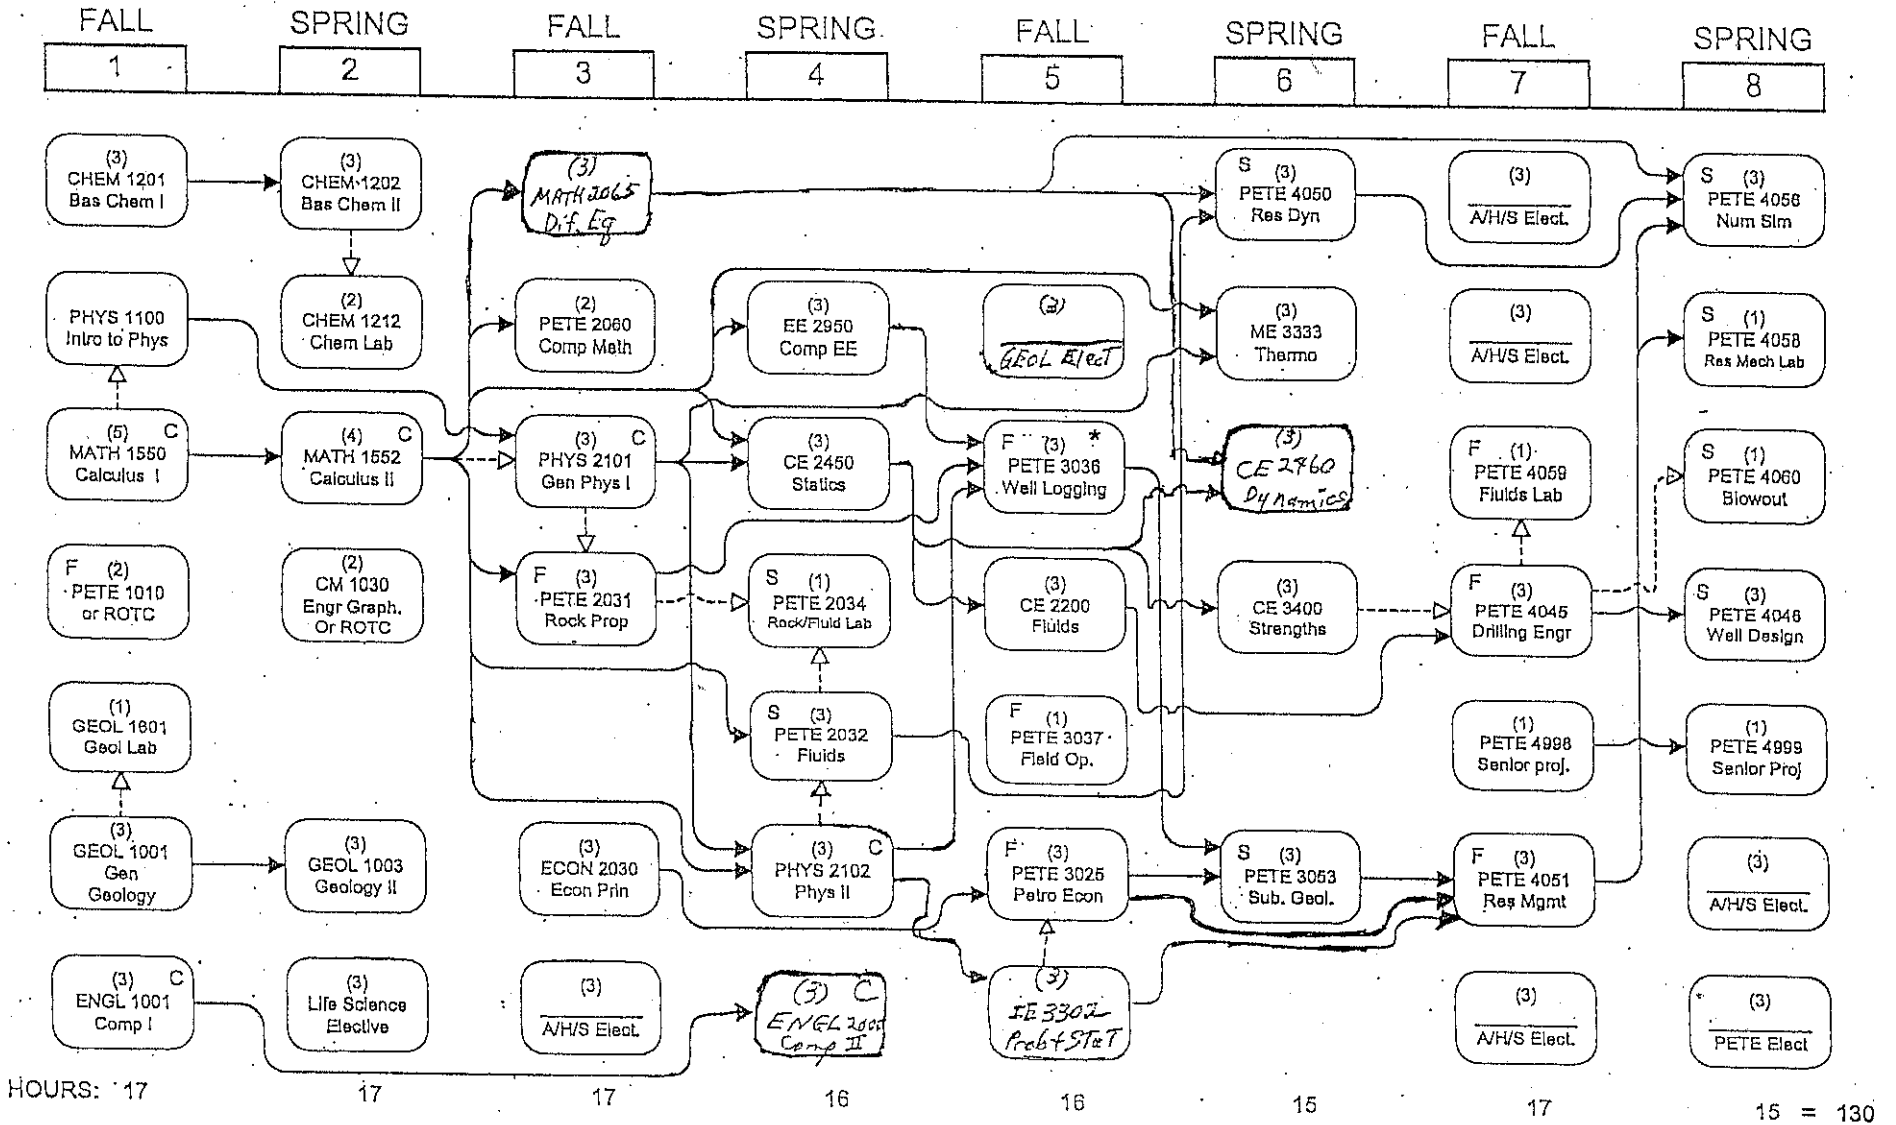 FALL
1
SPRING
2
FALL
3
SPRING
4
FALL
5
SPRING
6
FALL
7
SPRING
8
(3)
CHEM 1201
Bas Chem I
PHYS 1100
Intro to Phys
(5) C
MATH 1550
Calculus I
F (2)
PETE 1010
or ROTC
(1)
GEOL 1601
Geol Lab
(3)
GEOL 1001
Gen
Geology
(3) C
ENGL 1001
Comp I
(3)
CHEM 1202
Bas Chem II
(2)
CHEM 1212
Chem Lab
(4) C
MATH 1552
Calculus II
(2)
CM 1030
Engr Graph.
Or ROTC
(3)
GEOL 1003
Geology II
(3)
Life Science
Elective
(3)
MATH 2065
Dif. Eq
(2)
PETE 2060
Comp Math
(3) C
PHYS 2101
Gen Phys I
F (3)
PETE 2031
Rock Prop
(3)
ECON 2030
Econ Prin
(3)
A/H/S Elect.
(3)
EE 2950
Comp EE
(3)
CE 2450
Statics
S (1)
PETE 2034
Rock/Fluid Lab
S (3)
PETE 2032
Fluids
(3) C
PHYS 2102
Phys II
(3) C
ENGL 2000
Comp II
(3)
GEOL Elect
F (3) *
PETE 3036
Well Logging
(3)
CE 2200
Fluids
F (1)
PETE 3037
Field Op.
F (3)
PETE 3025
Petro Econ
(3)
IE 3302
Prob+STaT
S (3)
PETE 4050
Res Dyn
(3)
ME 3333
Thermo
(3)
CE 2460
Dynamics
(3)
CE 3400
Strengths
S (3)
PETE 3053
Sub. Geol.
(3)
A/H/S Elect.
(3)
A/H/S Elect.
F (1)
PETE 4059
Fluids Lab
F (3)
PETE 4045
Drilling Engr
(1)
PETE 4998
Senior proj.
F (3)
PETE 4051
Res Mgmt
(3)
A/H/S Elect.
S (3)
PETE 4056
Num Sim
S (1)
PETE 4058
Res Mech Lab
S (1)
PETE 4060
Blowout
S (3)
PETE 4046
Well Design
(1)
PETE 4999
Senior Proj
(3)
A/H/S Elect.
(3)
PETE Elect
HOURS: 17 17 17 16 16 15 17 15 = 130